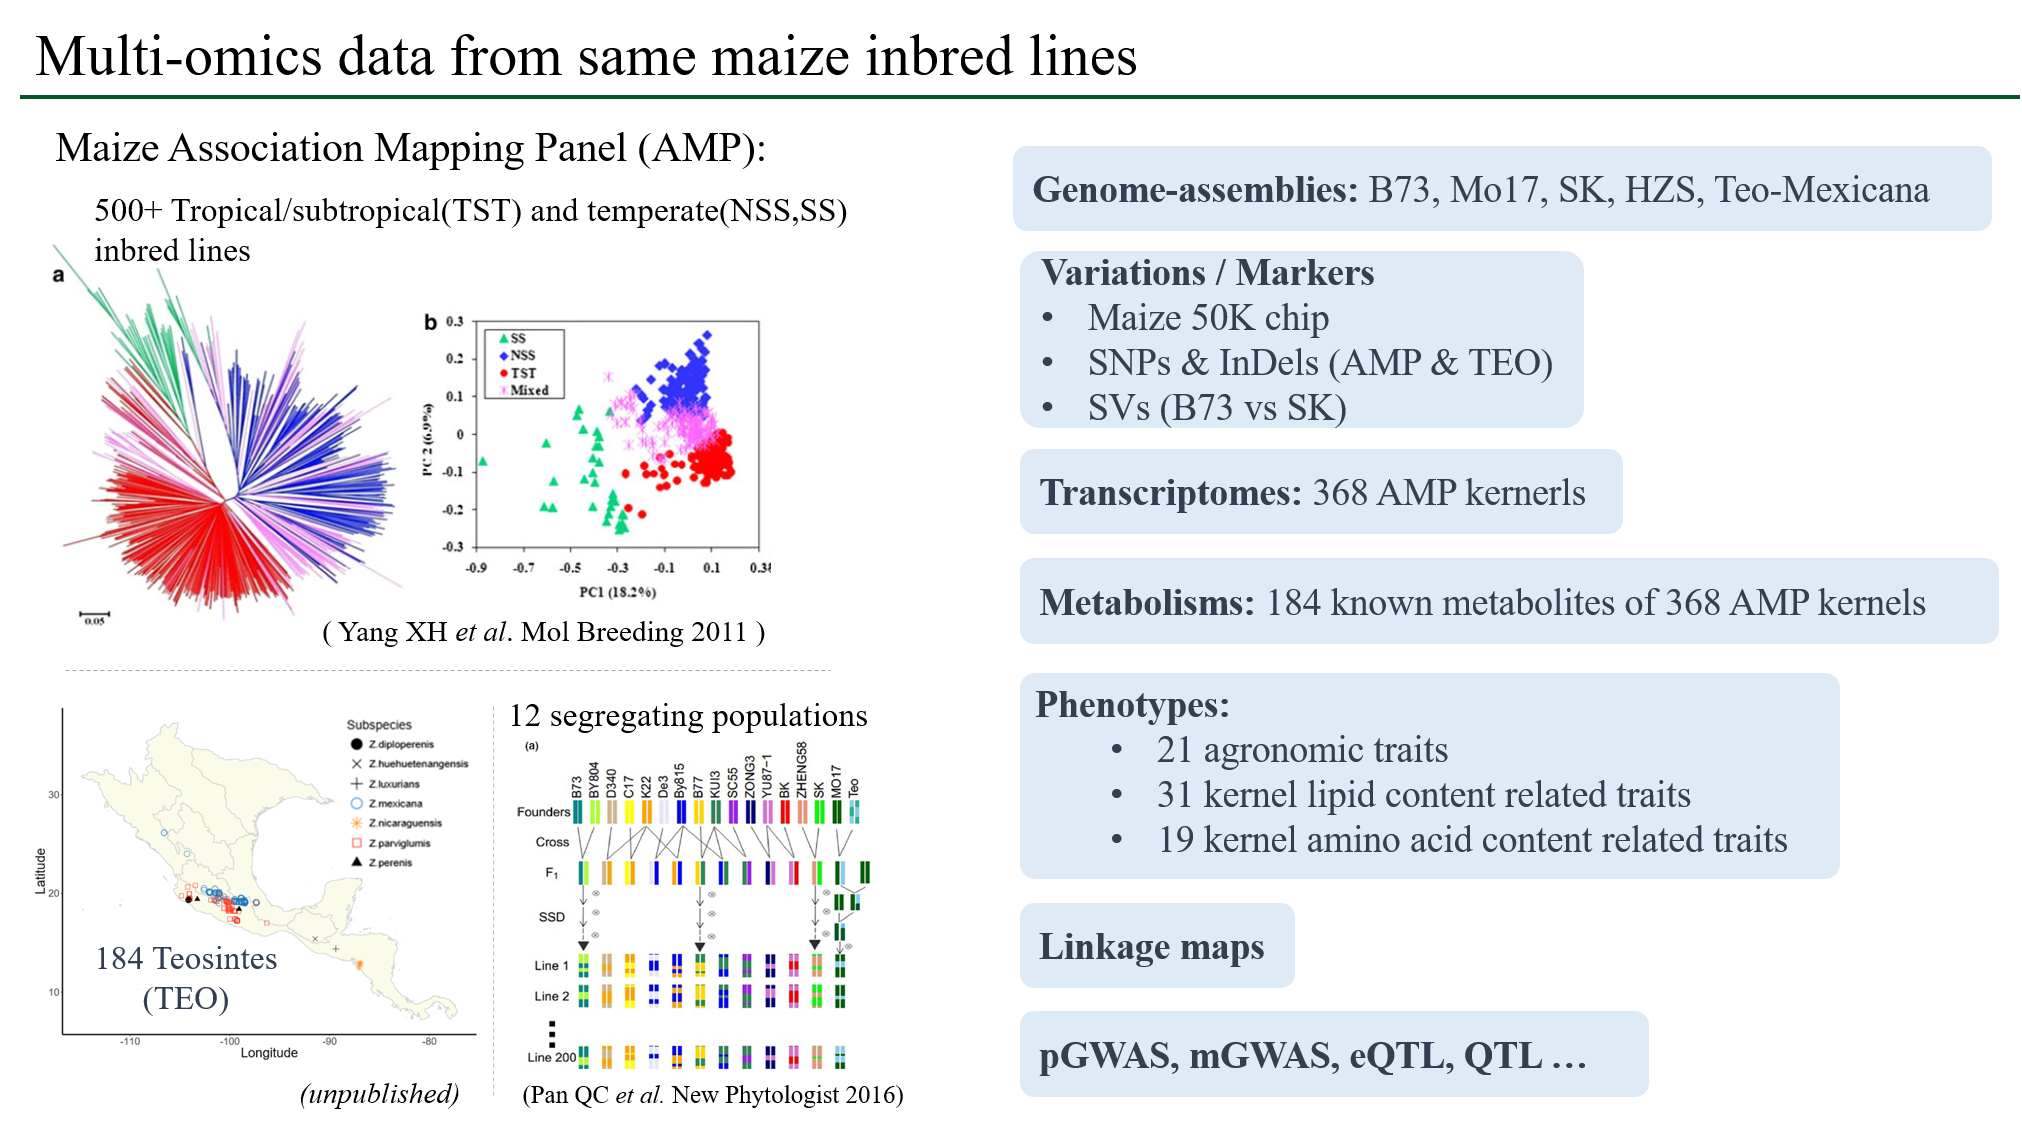 Multi-omics data from same maize inbred lines
Maize Association Mapping Panel (AMP):
500+ Tropical/subtropical(TST) and temperate(NSS,SS)
inbred lines
a
0.05
b
SS
NSS
TST
Mixed
0.3
0.2
0.1
0
-0.1
-0.2
-0.3
PC 2 (6.9%)
-0.9 -0.7 -0.5 -0.3 -0.1 0.1
PC1 (18.2%)
( Yang XH et al. Mol Breeding 2011 )
Subspecies
Z.diploperenis
Z.huehuetenangensis
Z.luxurians
Z.mexicana
Z.nicaraguensis
Z.parviglumis
Z.perenis
30
20
10
Latitude
184 Teosintes
(TEO)
-110 -100 -90 -80
Longitude
(unpublished)
12 segregating populations
(a)
B73 BY804 D340 C17 K22 De3 By815 B77 KUI3 SC55 ZONG3 YU87-1 BK ZHENG58 SK MO17 Teo
Founders
Cross
F1
SSD
Line 1
Line 2
Line 200
(Pan QC et al. New Phytologist 2016)
Genome-assemblies: B73, Mo17, SK, HZS, Teo-Mexicana
Variations / Markers
• Maize 50K chip
• SNPs & InDels (AMP & TEO)
• SVs (B73 vs SK)
Transcriptomes: 368 AMP kernerls
Metabolisms: 184 known metabolites of 368 AMP kernels
Phenotypes:
• 21 agronomic traits
• 31 kernel lipid content related traits
• 19 kernel amino acid content related traits
Linkage maps
pGWAS, mGWAS, eQTL, QTL …